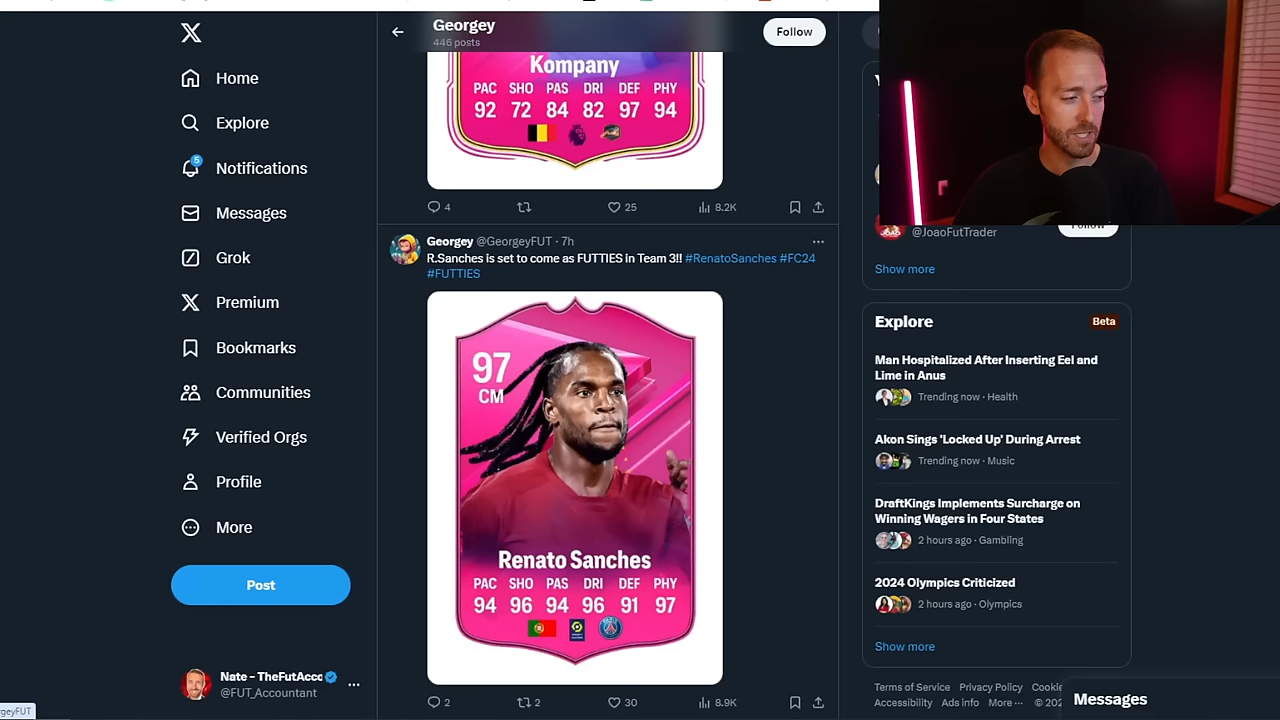 Georgey
446 posts
Follow
Kompany
PAC SHO PAS DRI DEF PHY
92 72 84 82 97 94
4
25
8.2K
Home
Explore
5
Notifications
Messages
Grok
Premium
Bookmarks
Communities
Verified Orgs
Profile
More
Post
Nate – TheFutAcc
@FUT_Accountant
Georgey @GeorgeyFUT · 7h
R.Sanches is set to come as FUTTIES in Team 3!! #RenatoSanches #FC24
#FUTTIES
97
CM
Renato Sanches
PAC SHO PAS DRI DEF PHY
94 96 94 96 91 97
2
2
30
8.9K
@JoaoFutTrader
Follow
Show more
Explore
Beta
Man Hospitalized After Inserting Eel and
Lime in Anus
Trending now · Health
Akon Sings 'Locked Up' During Arrest
Trending now · Music
DraftKings Implements Surcharge on
Winning Wagers in Four States
2 hours ago · Gambling
2024 Olympics Criticized
2 hours ago · Olympics
Show more
Terms of Service Privacy Policy Cookie
Accessibility Ads info More ··· © 202
Messages
rgeyFUT